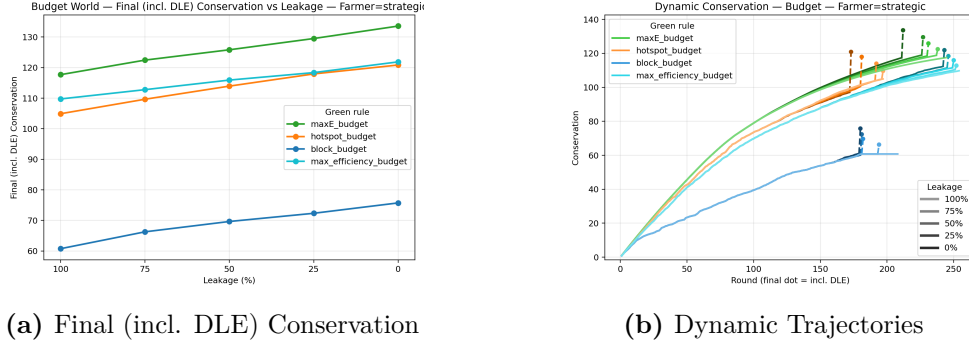 Budget World — Final (incl. DLE) Conservation vs Leakage — Farmer=strategic
Final (incl. DLE) Conservation
130
120
110
100
90
80
70
60
100
75
50
25
0
Leakage (%)
Green rule
maxE_budget
hotspot_budget
block_budget
max_efficiency_budget
(a) Final (incl. DLE) Conservation
Dynamic Conservation — Budget — Farmer=strategic
Conservation
140
120
100
80
60
40
20
0
0
50
100
150
200
250
Round (final dot = incl. DLE)
Green rule
maxE_budget
hotspot_budget
block_budget
max_efficiency_budget
Leakage
100%
75%
50%
25%
0%
(b) Dynamic Trajectories